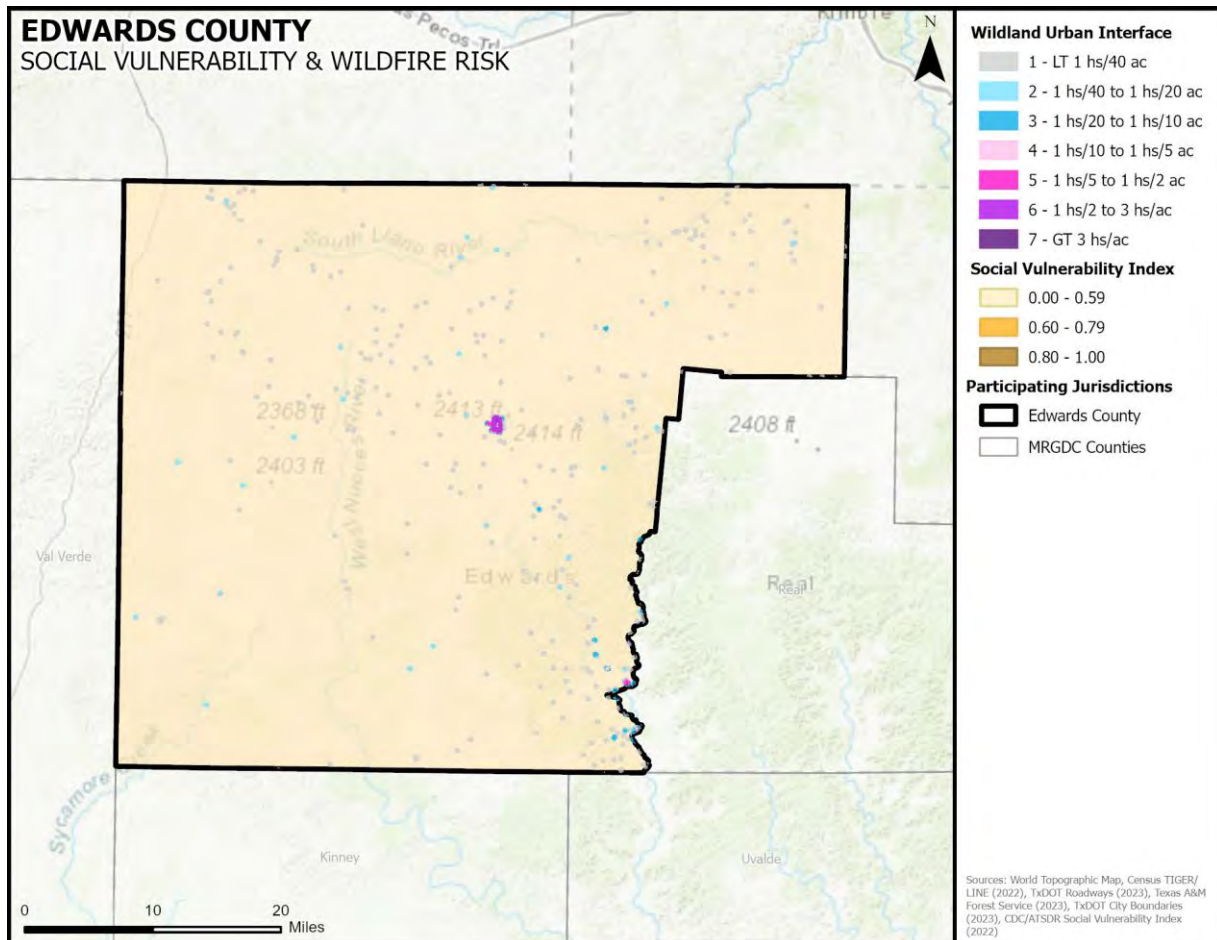 EDWARDS COUNTY
SOCIAL VULNERABILITY & WILDFIRE RISK
Kimble
N
South Llano River
2368 ft
2413 ft
2414 ft
2408 ft
2403 ft
West Nueces River
Val Verde
Edwards
Real
Real
Sycamore
Kinney
Uvalde
0 10 20
Miles
Wildland Urban Interface
1 - LT 1 hs/40 ac
2 - 1 hs/40 to 1 hs/20 ac
3 - 1 hs/20 to 1 hs/10 ac
4 - 1 hs/10 to 1 hs/5 ac
5 - 1 hs/5 to 1 hs/2 ac
6 - 1 hs/2 to 3 hs/ac
7 - GT 3 hs/ac
Social Vulnerability Index
0.00 - 0.59
0.60 - 0.79
0.80 - 1.00
Participating Jurisdictions
Edwards County
MRGDC Counties
Sources: World Topographic Map, Census TIGER/
LINE (2022), TxDOT Roadways (2023), Texas A&M
Forest Service (2023), TxDOT City Boundaries
(2023), CDC/ATSDR Social Vulnerability Index
(2022)